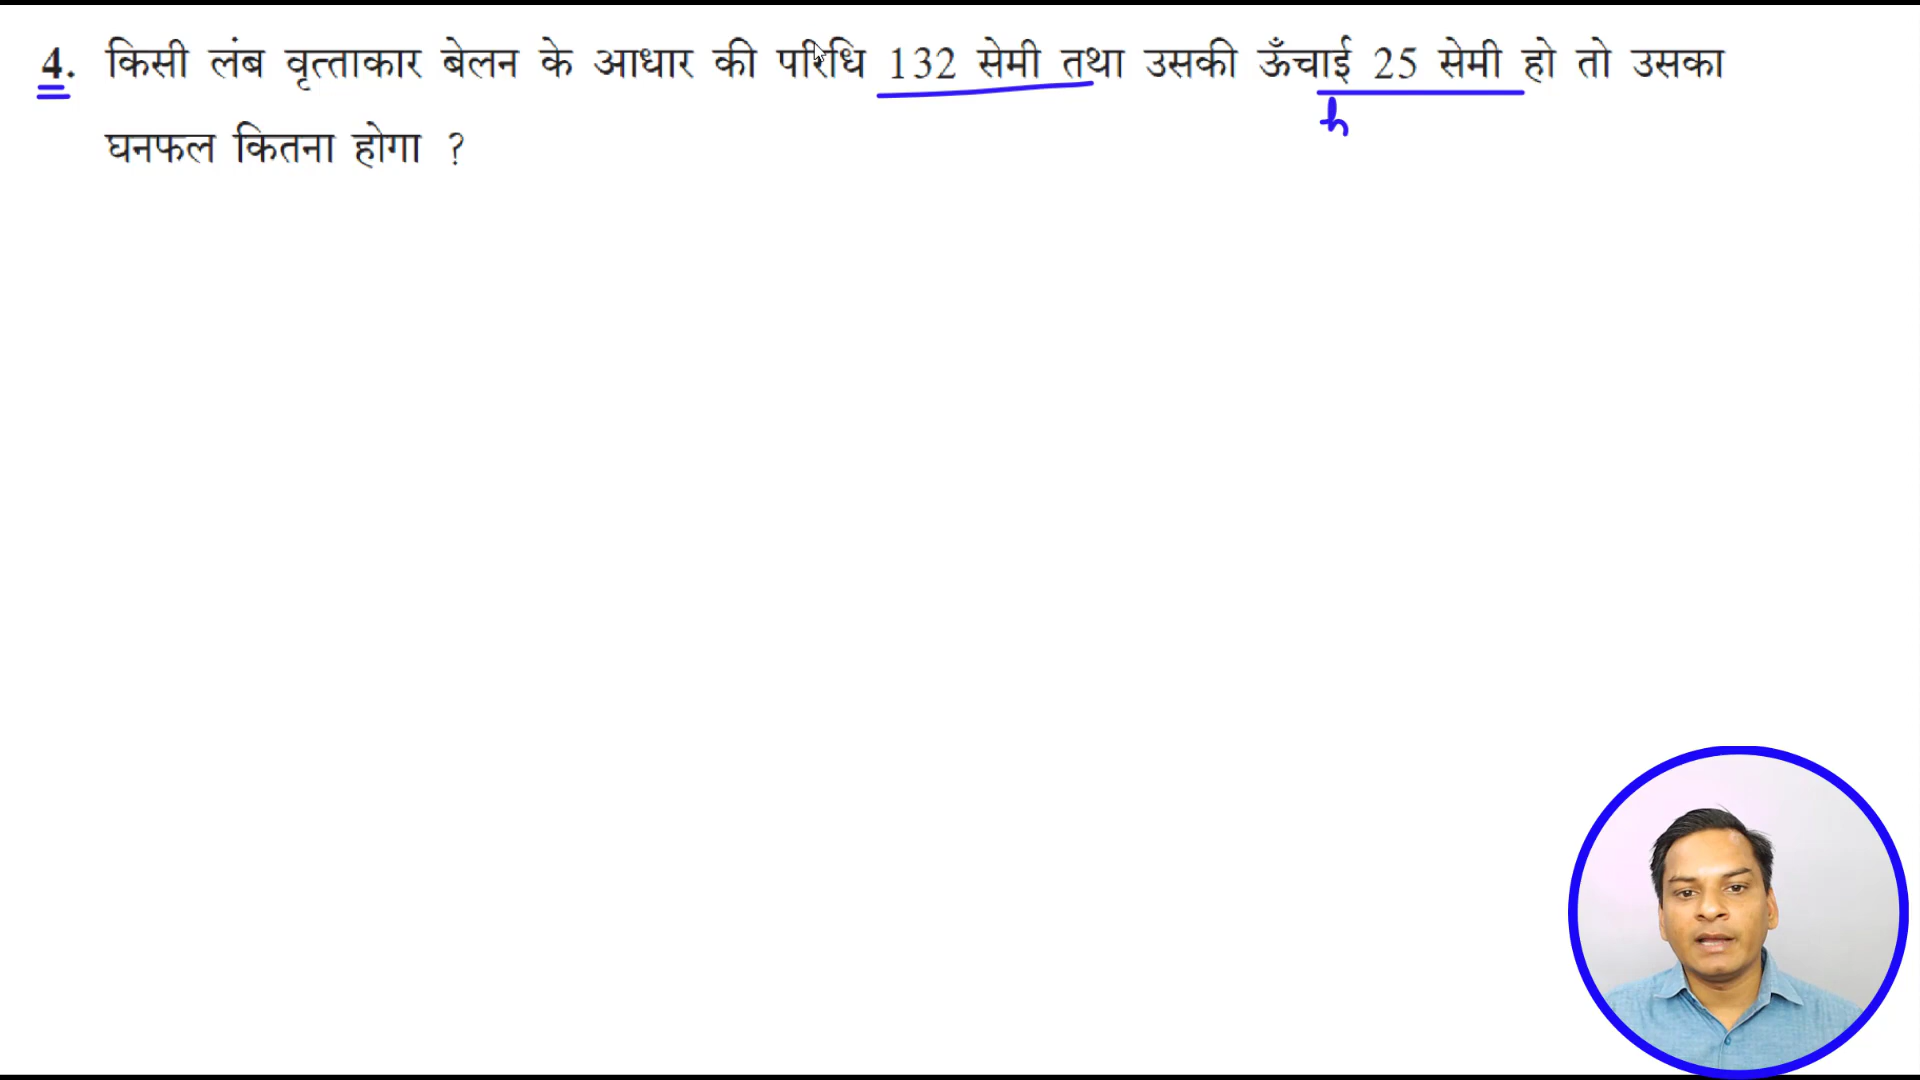 4. किसी लंब वृत्ताकार बेलन के आधार की परिधि 132 सेमी तथा उसकी ऊँचाई 25 सेमी हो तो उसका
h
घनफल कितना होगा ?